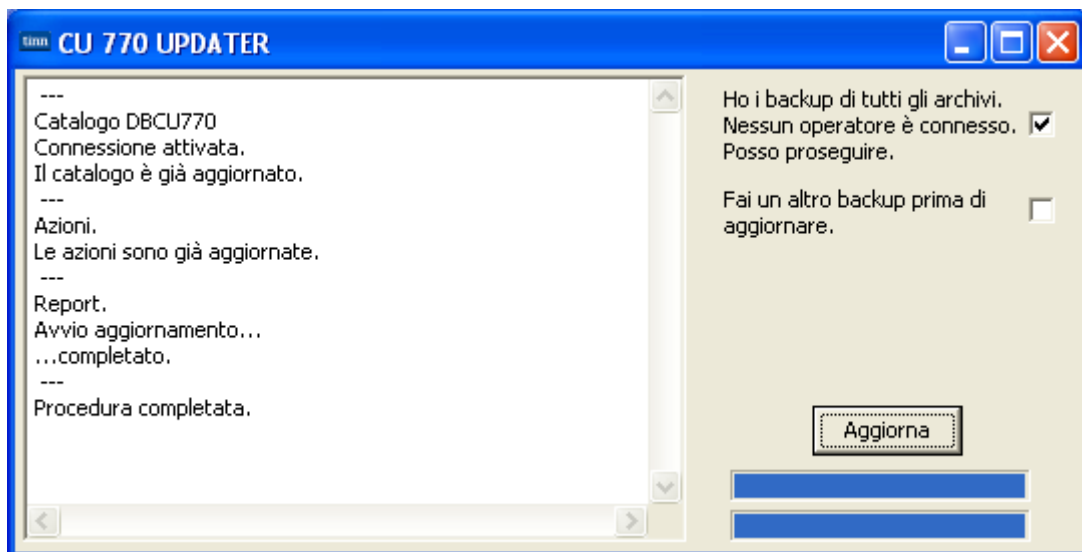 tinn CU 770 UPDATER
---
Catalogo DBCU770
Connessione attivata.
Il catalogo è già aggiornato.
---
Azioni.
Le azioni sono già aggiornate.
---
Report.
Avvio aggiornamento...
...completato.
---
Procedura completata.
Ho i backup di tutti gli archivi.
Nessun operatore è connesso.
Posso proseguire.
Fai un altro backup prima di
aggiornare.
Aggiorna